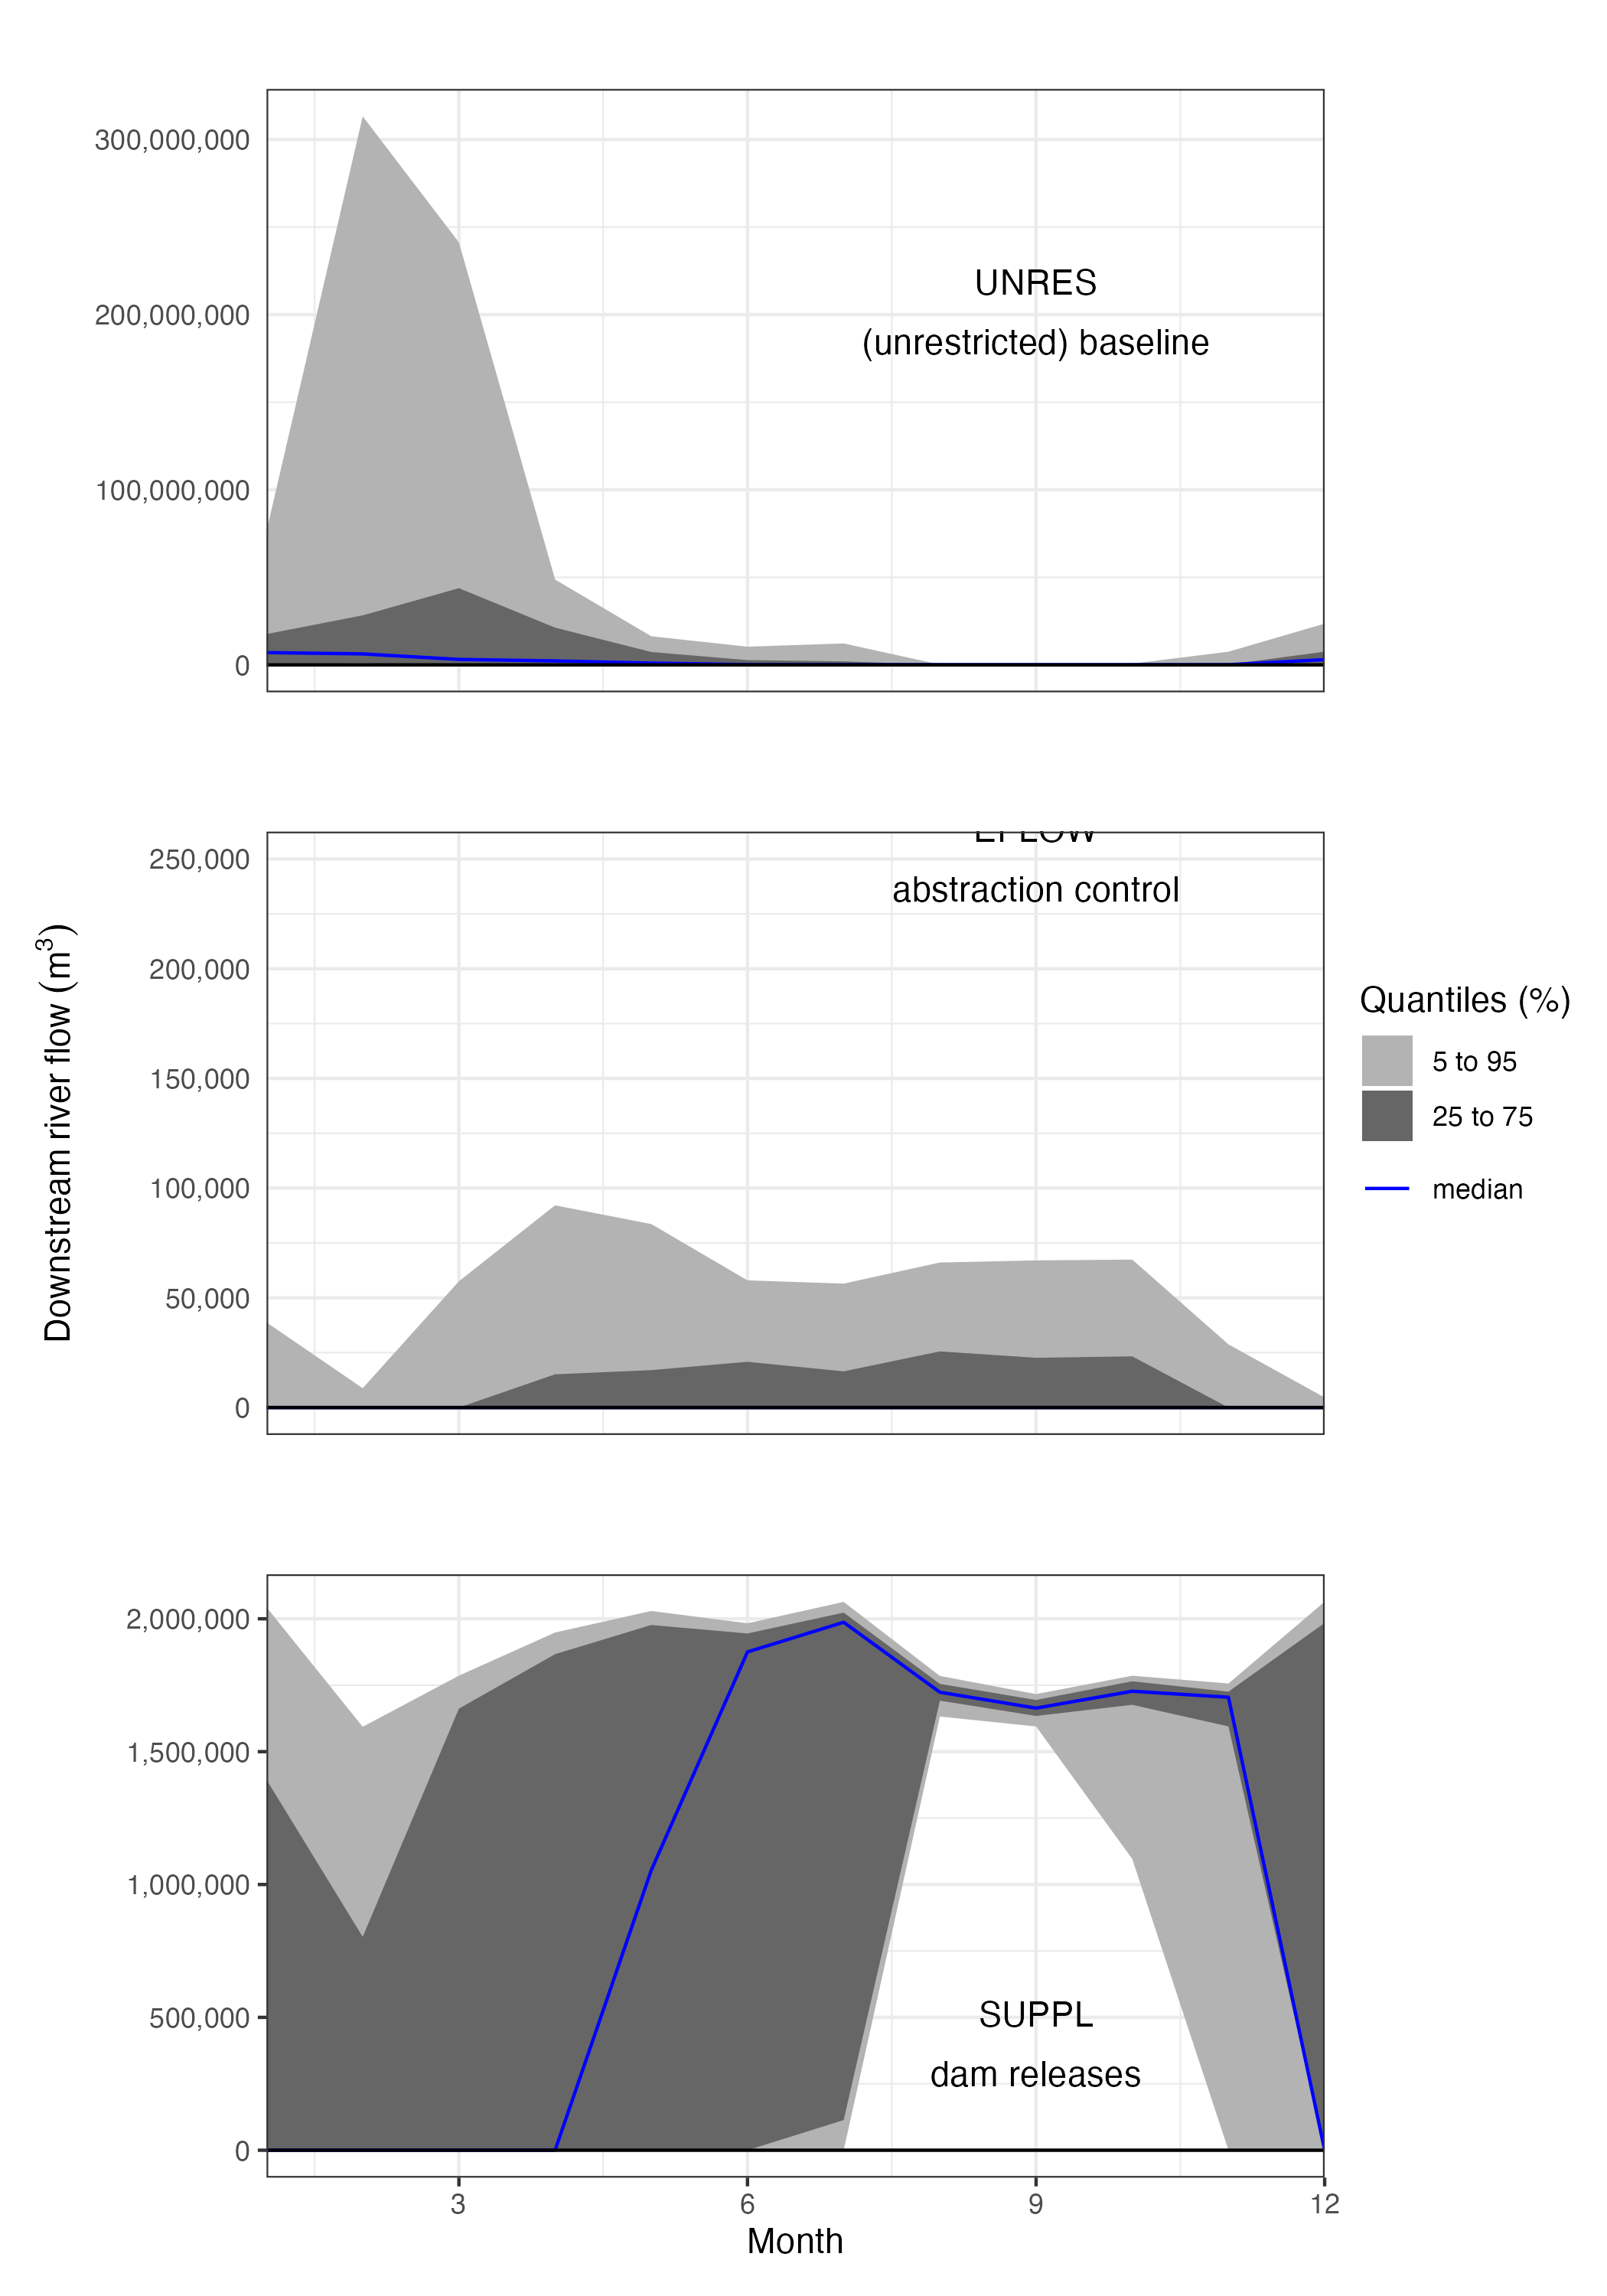 300,000,000
200,000,000
100,000,000
0
UNRES
(unrestricted) baseline
Downstream river flow (m³)
250,000
200,000
150,000
100,000
50,000
0
EFLOW
abstraction control
Quantiles (%)
5 to 95
25 to 75
median
2,000,000
1,500,000
1,000,000
500,000
0
SUPPL
dam releases
3
6
9
12
Month